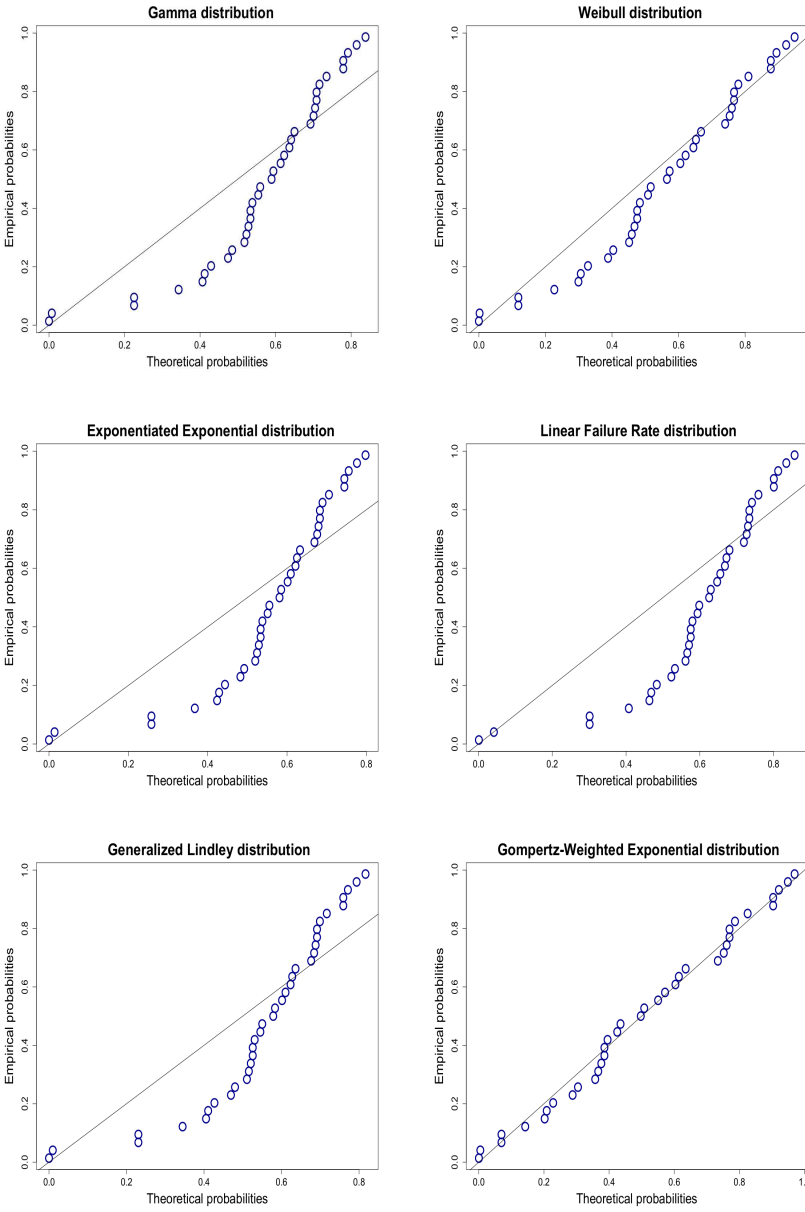 Gamma distribution
Empirical probabilities
1.0
0.8
0.6
0.4
0.2
0.0
0.0 0.2 0.4 0.6 0.8
Theoretical probabilities
Weibull distribution
Empirical probabilities
1.0
0.8
0.6
0.4
0.2
0.0
0.0 0.2 0.4 0.6 0.8
Theoretical probabilities
Exponentiated Exponential distribution
Empirical probabilities
1.0
0.8
0.6
0.4
0.2
0.0
0.0 0.2 0.4 0.6 0.8
Theoretical probabilities
Linear Failure Rate distribution
Empirical probabilities
1.0
0.8
0.6
0.4
0.2
0.0
0.0 0.2 0.4 0.6 0.8
Theoretical probabilities
Generalized Lindley distribution
Empirical probabilities
1.0
0.8
0.6
0.4
0.2
0.0
0.0 0.2 0.4 0.6 0.8
Theoretical probabilities
Gompertz-Weighted Exponential distribution
Empirical probabilities
1.0
0.8
0.6
0.4
0.2
0.0
0.0 0.2 0.4 0.6 0.8 1.
Theoretical probabilities